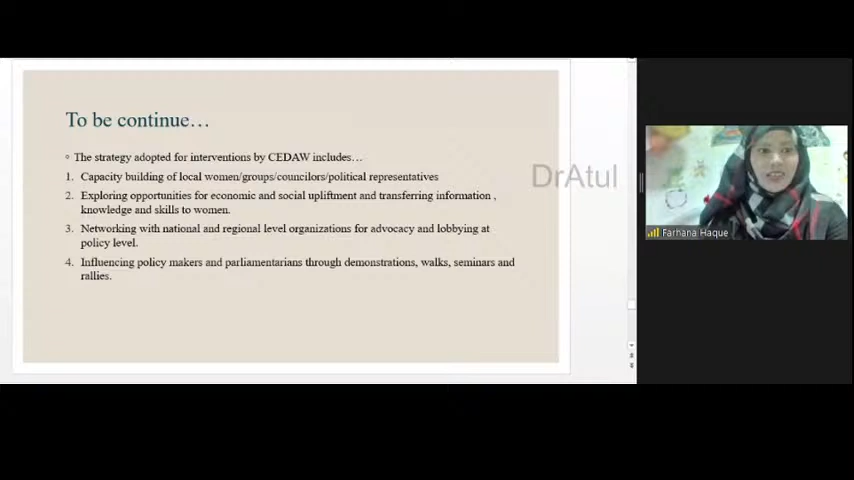 To be continue…
◦ The strategy adopted for interventions by CEDAW includes…
1. Capacity building of local women/groups/councilors/political representatives
2. Exploring opportunities for economic and social upliftment and transferring information ,
knowledge and skills to women.
3. Networking with national and regional level organizations for advocacy and lobbying at
policy level.
4. Influencing policy makers and parliamentarians through demonstrations, walks, seminars and
rallies.
DrAtul
Farhana Haque